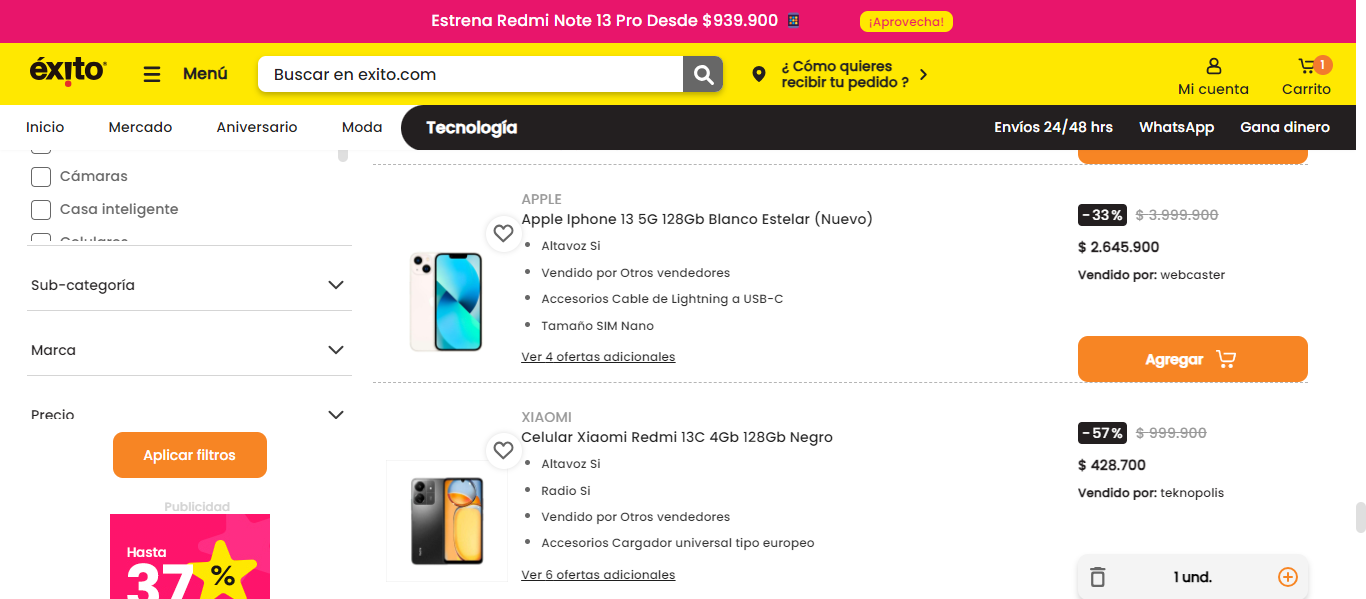 Estrena Redmi Note 13 Pro Desde $939.900
¡Aprovecha!
éxito
Menú
Buscar en exito.com
¿ Cómo quieres
recibir tu pedido ?
Mi cuenta
1
Carrito
Inicio
Mercado
Aniversario
Moda
Tecnología
Envíos 24/48 hrs
WhatsApp
Gana dinero
Cámaras
Casa inteligente
Celulares
Sub-categoría
Marca
Precio
Aplicar filtros
Publicidad
Hasta
37 %
APPLE
Apple Iphone 13 5G 128Gb Blanco Estelar (Nuevo)
Altavoz Si
Vendido por Otros vendedores
Accesorios Cable de Lightning a USB-C
Tamaño SIM Nano
Ver 4 ofertas adicionales
-33% $ 3.999.900
$ 2.645.900
Vendido por: webcaster
Agregar
XIAOMI
Celular Xiaomi Redmi 13C 4Gb 128Gb Negro
Altavoz Si
Radio Si
Vendido por Otros vendedores
Accesorios Cargador universal tipo europeo
Ver 6 ofertas adicionales
-57% $ 999.900
$ 428.700
Vendido por: teknopolis
1 und.